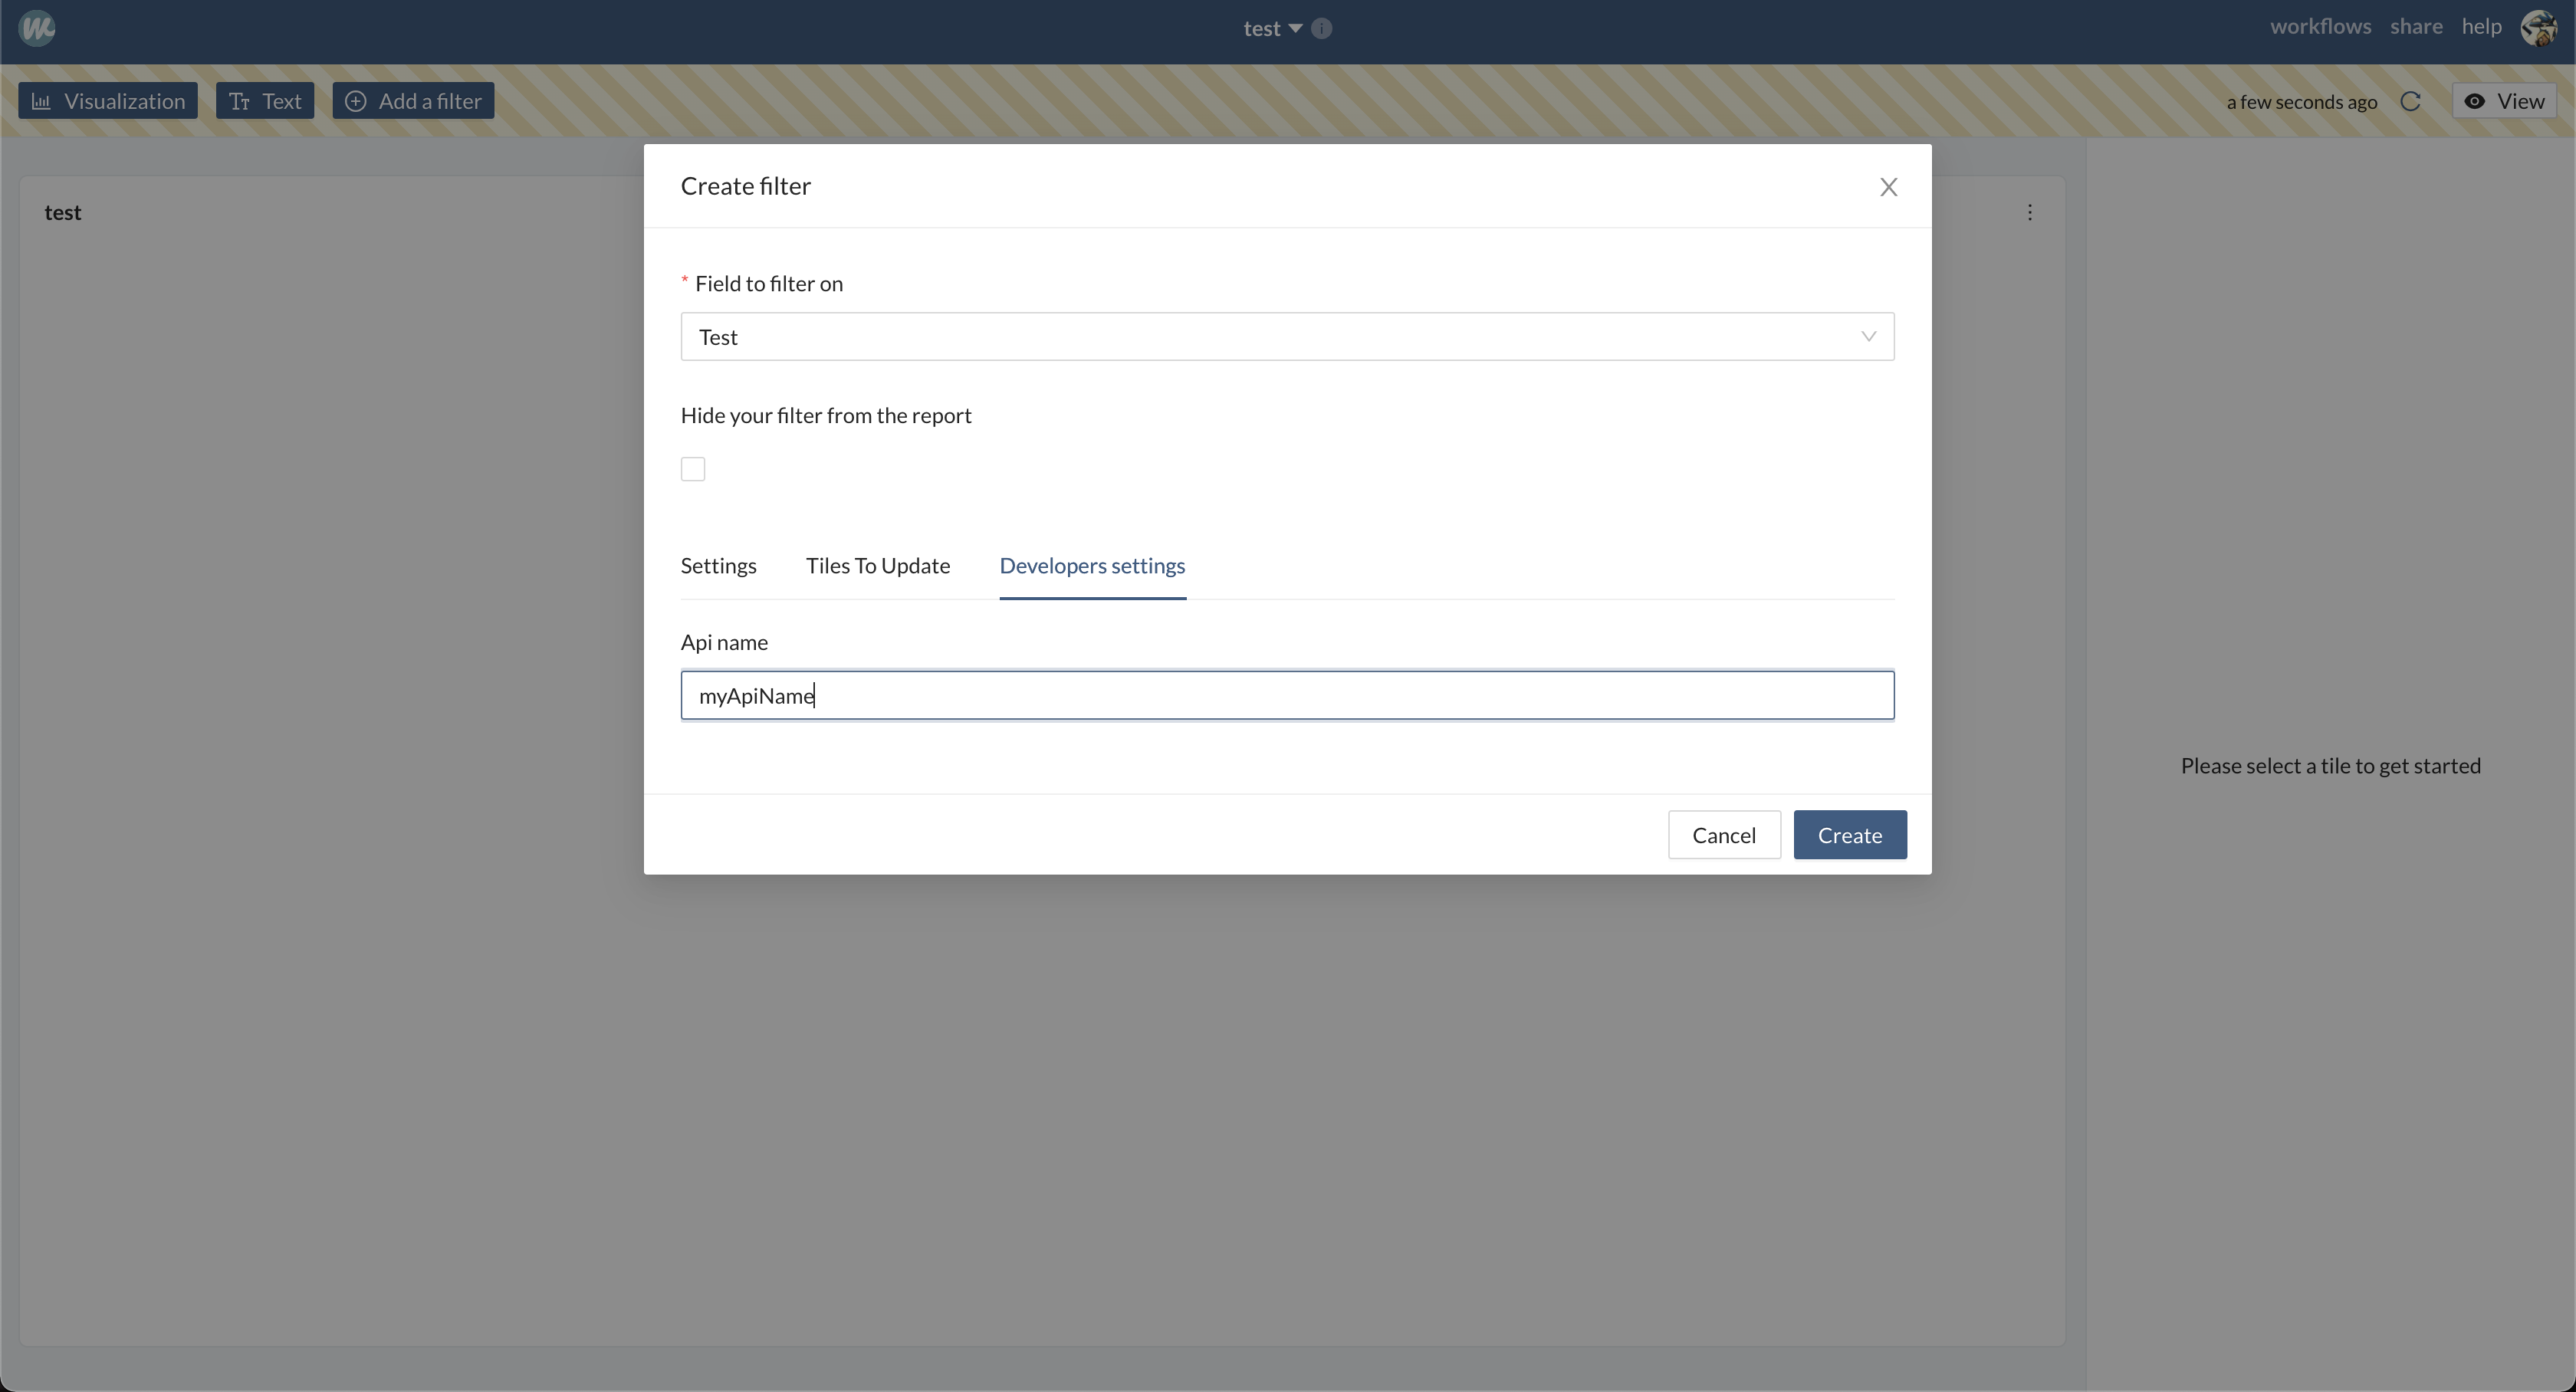 test
workflows share help
Visualization
Text
Add a filter
a few seconds ago
View
test
Create filter
* Field to filter on
Test
Hide your filter from the report
Settings
Tiles To Update
Developers settings
Api name
myApiName
Cancel
Create
Please select a tile to get started